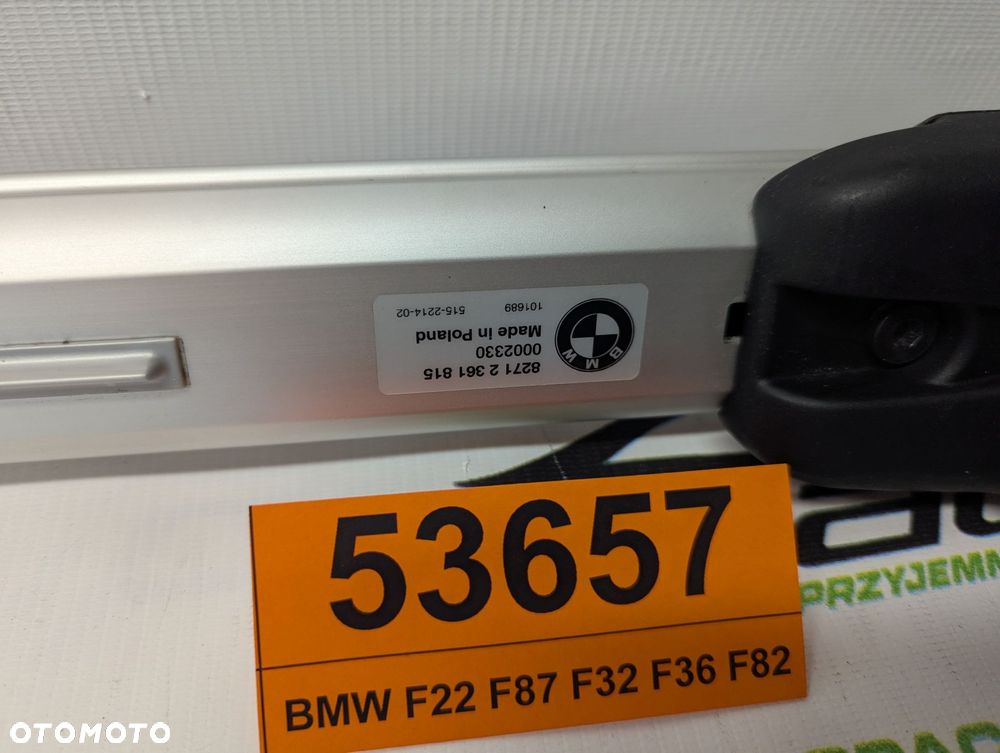 8271 2 361 815
0002330
Made in Poland
101689 515-2214-02
BMW
53657
BMW F22 F87 F32 F36 F82
PRZYJEMN
OTOMOTO